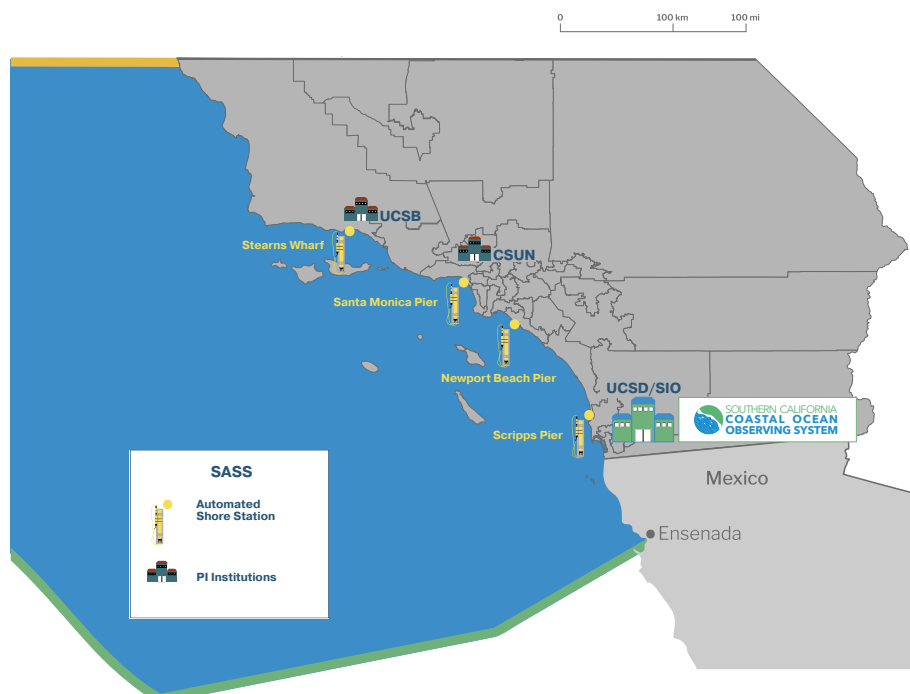 0
100 km
100 mi
UCSB
Stearns Wharf
CSUN
Santa Monica Pier
Newport Beach Pier
UCSD/SIO
SOUTHERN CALIFORNIA
COASTAL OCEAN
OBSERVING SYSTEM
Scripps Pier
Mexico
Ensenada
SASS
Automated
Shore Station
PI Institutions